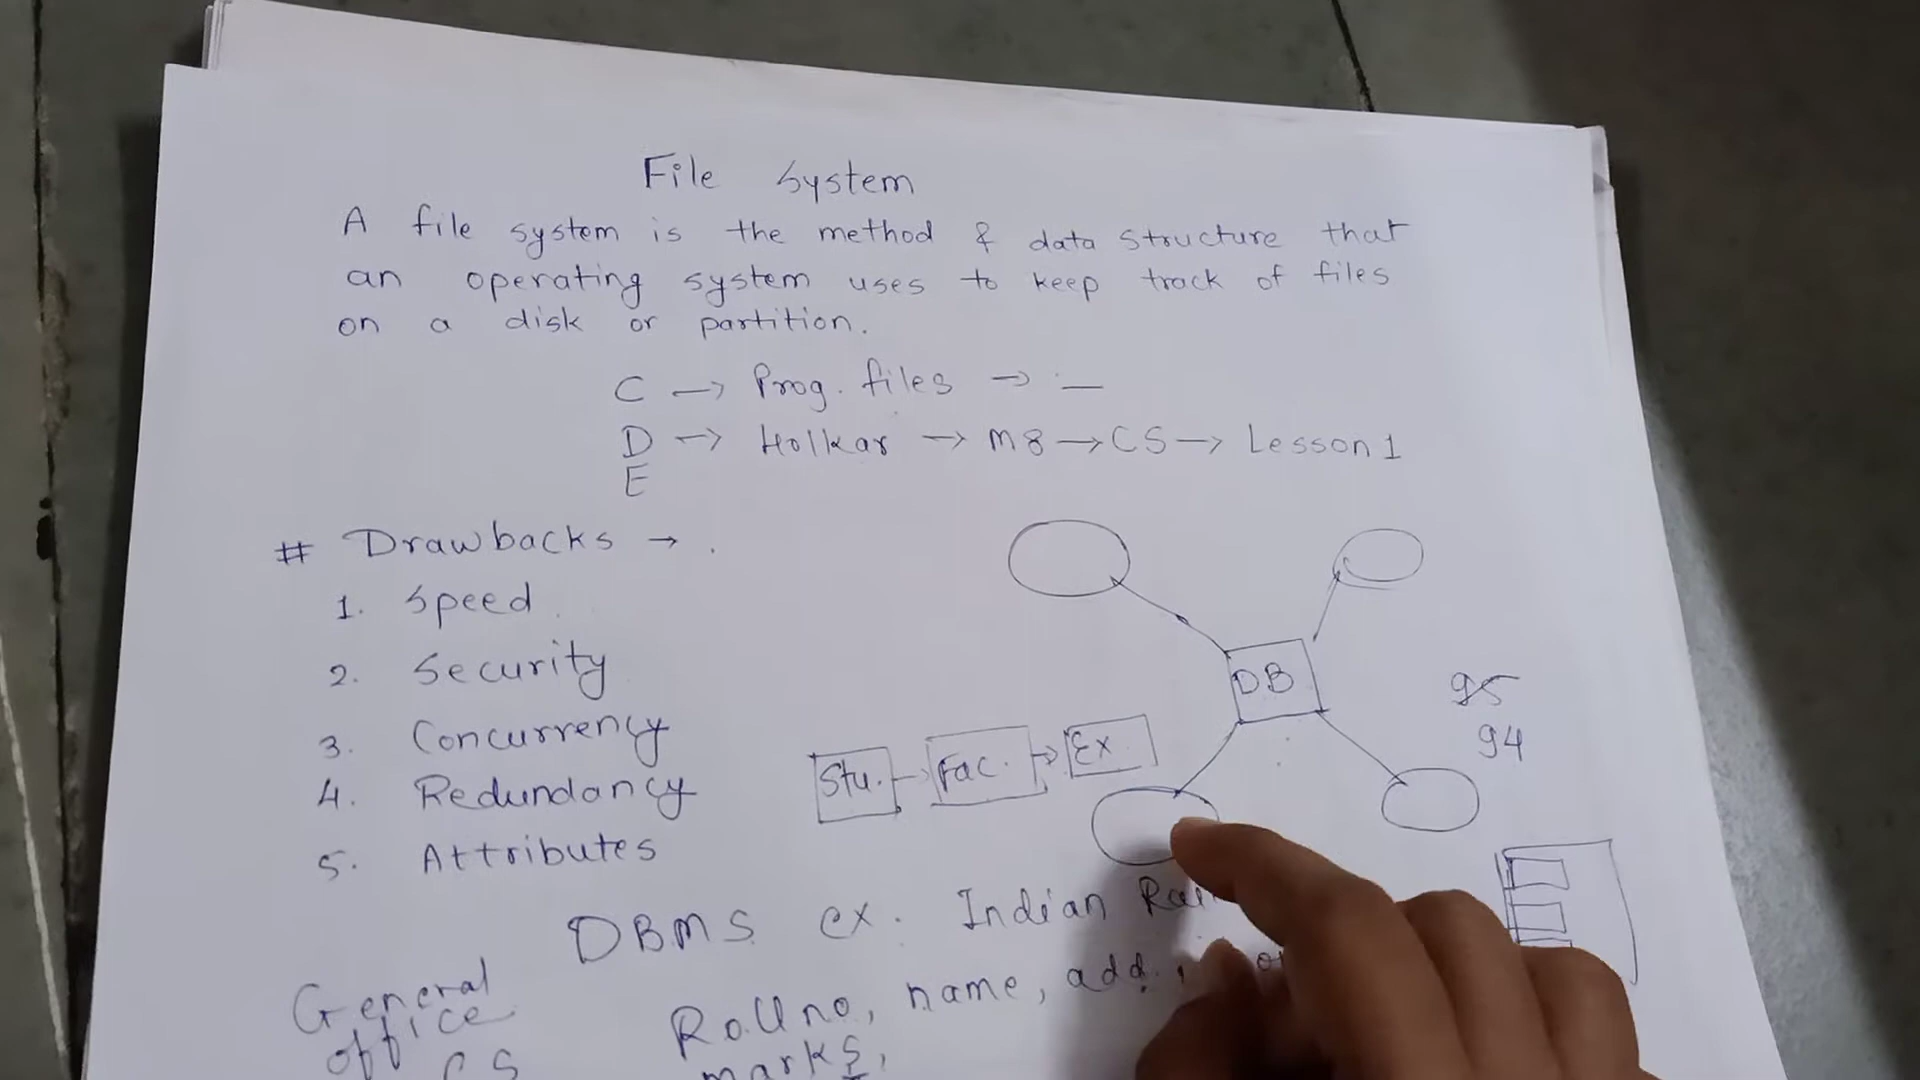 File System
A file system is the method & data structure that
an operating system uses to keep track of files
on a disk or partition.
C → Prog. files → —
D → Holkar → M8 → CS → Lesson 1
E
# Drawbacks →
1. Speed
2. Security
3. Concurrency
4. Redundancy
5. Attributes
DB
95
94
Stu. → Fac. → Ex.
DBMS ex. Indian
General
office
CS
Roll no, name, add.,
marks,